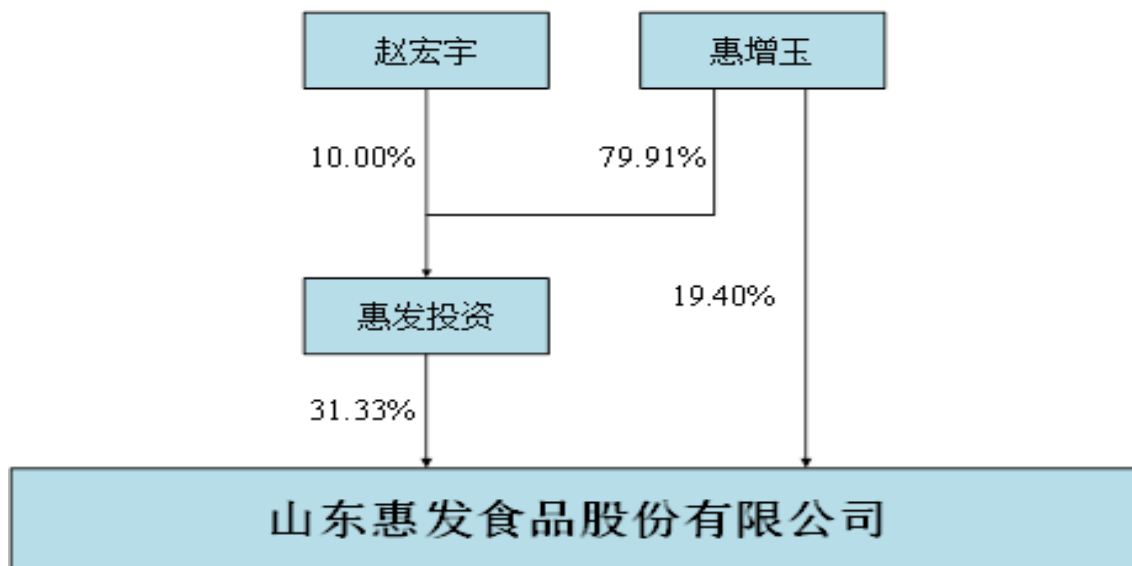 赵宏宇
惠增玉
10.00%
79.91%
惠发投资
19.40%
31.33%
山东惠发食品股份有限公司